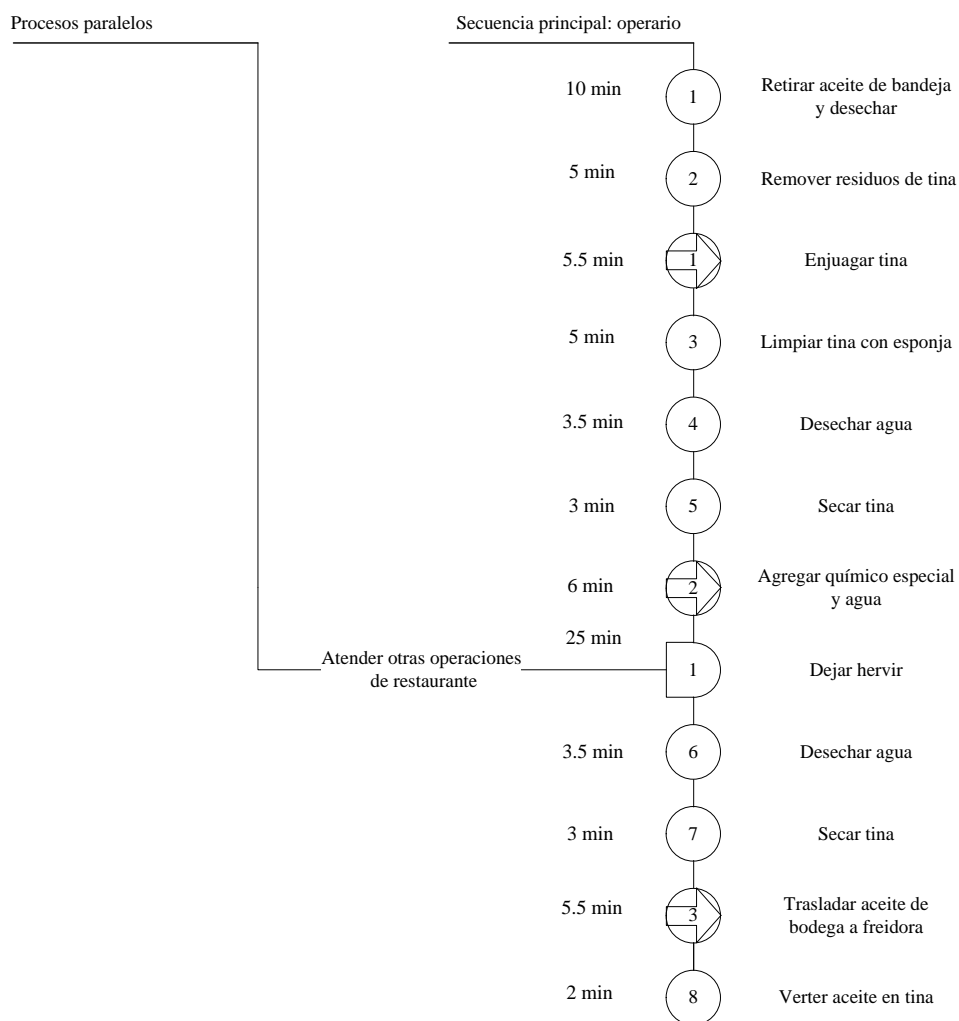 Procesos paralelos
Secuencia principal: operario
10 min
1
Retirar aceite de bandeja
y desechar
5 min
2
Remover residuos de tina
5.5 min
1
Enjuagar tina
5 min
3
Limpiar tina con esponja
3.5 min
4
Desechar agua
3 min
5
Secar tina
6 min
2
Agregar químico especial
y agua
25 min
Atender otras operaciones
de restaurante
1
Dejar hervir
3.5 min
6
Desechar agua
3 min
7
Secar tina
5.5 min
3
Trasladar aceite de
bodega a freidora
2 min
8
Verter aceite en tina